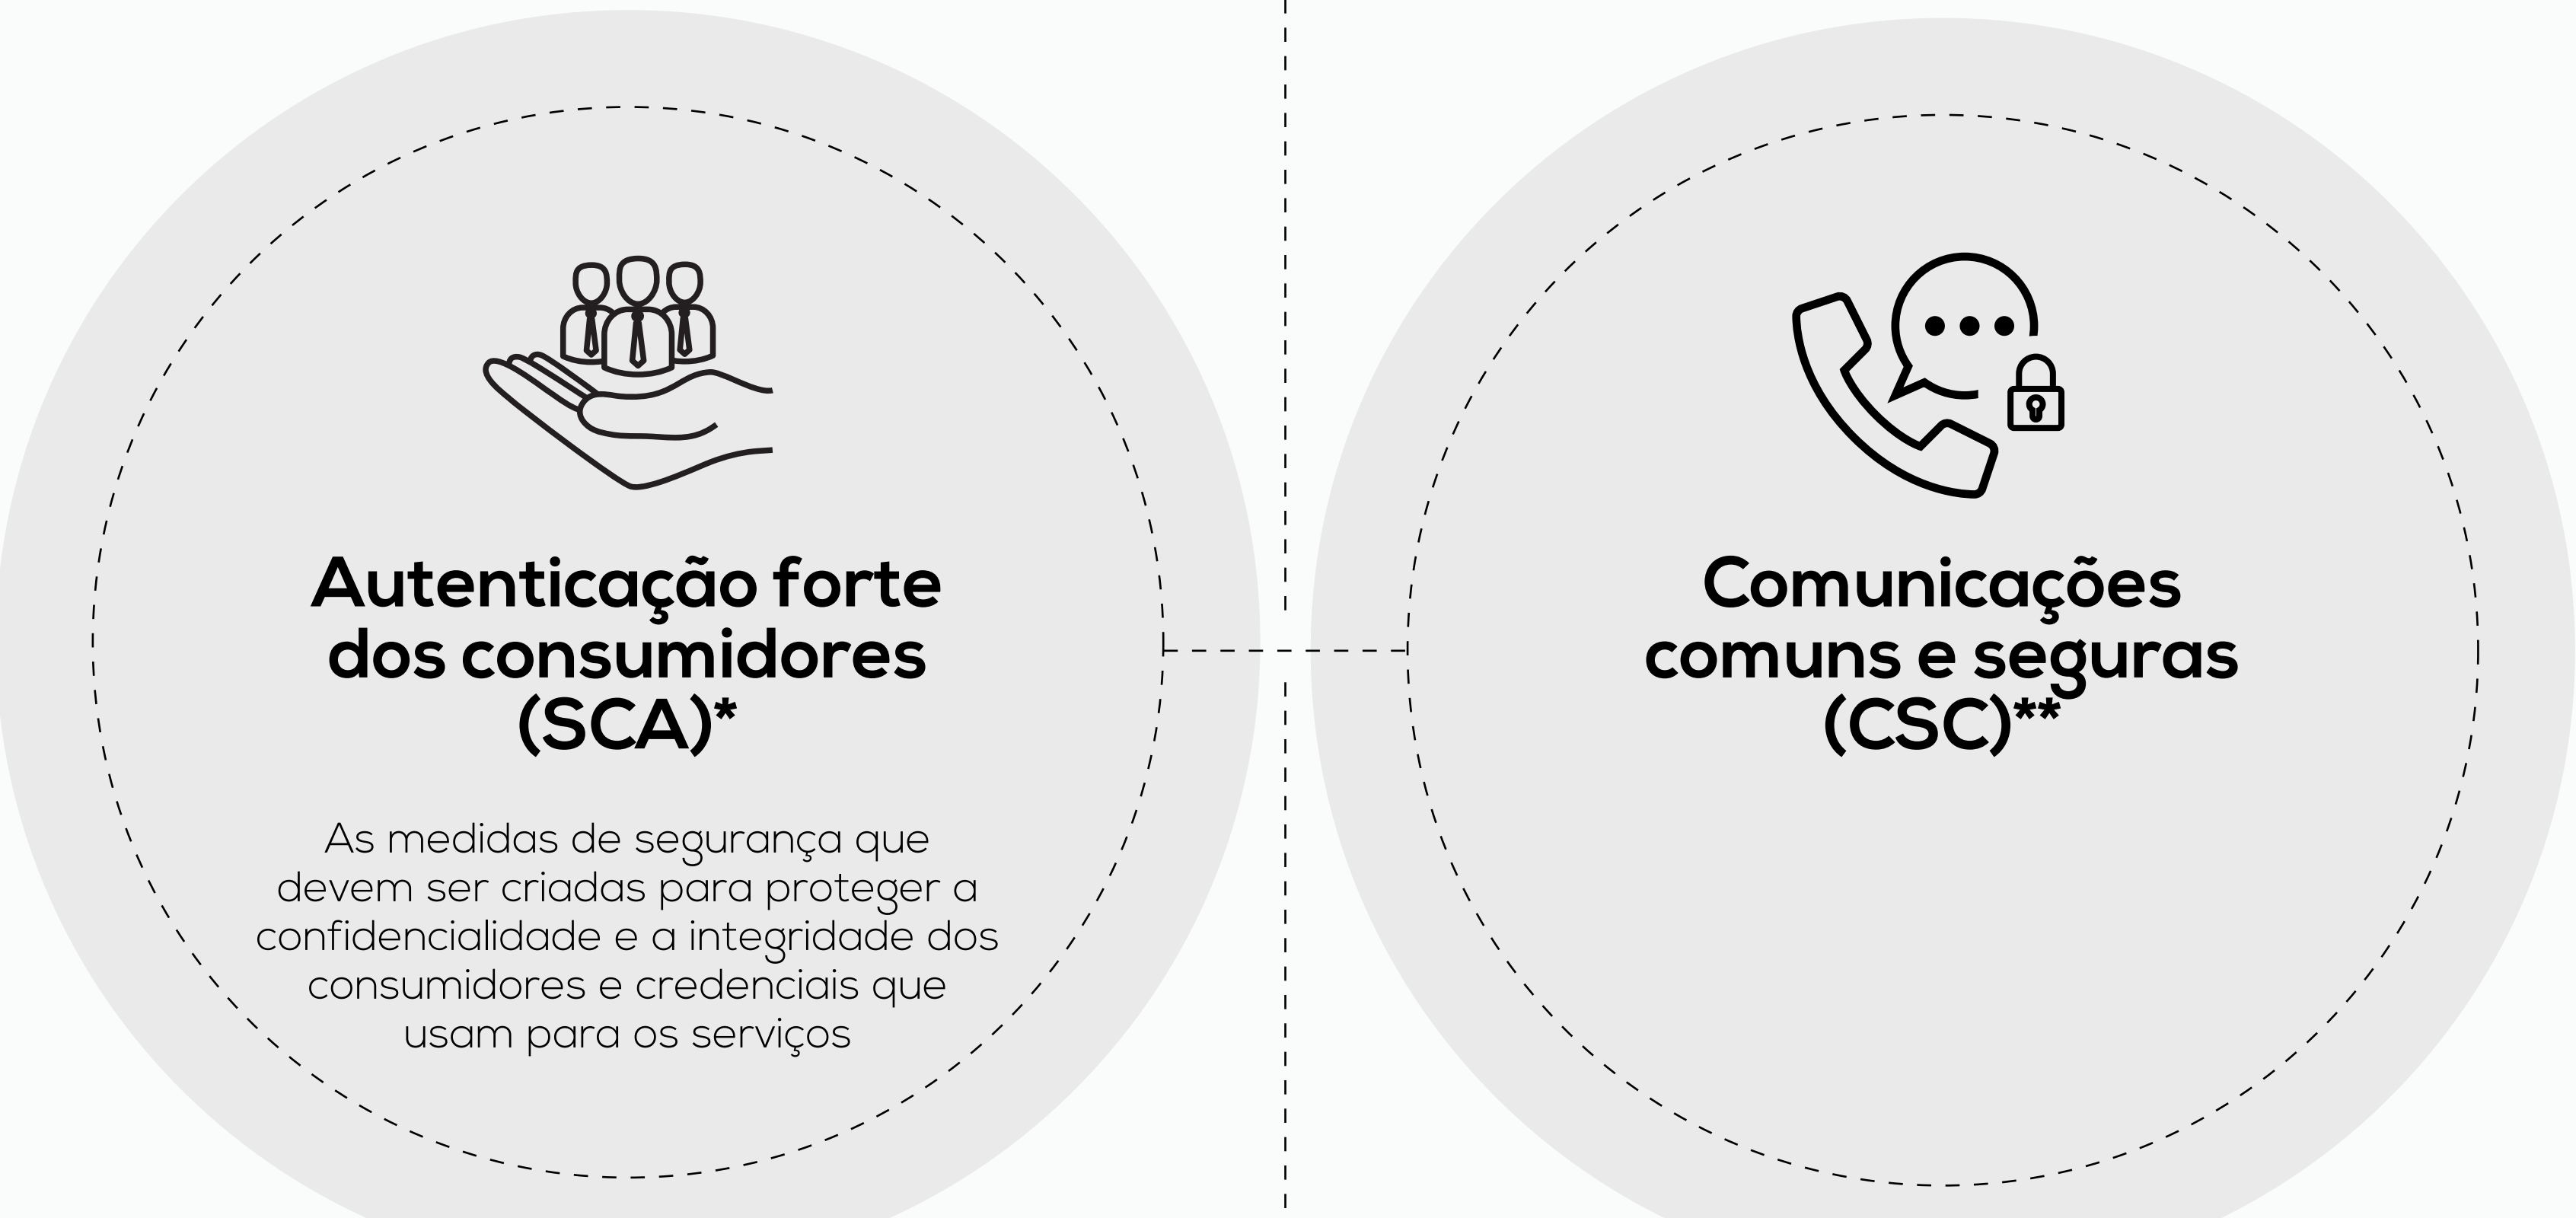 Autenticação forte
dos consumidores
(SCA)*
As medidas de segurança que
devem ser criadas para proteger a
confidencialidade e a integridade dos
consumidores e credenciais que
usam para os serviços
Comunicações
comuns e seguras
(CSC)**